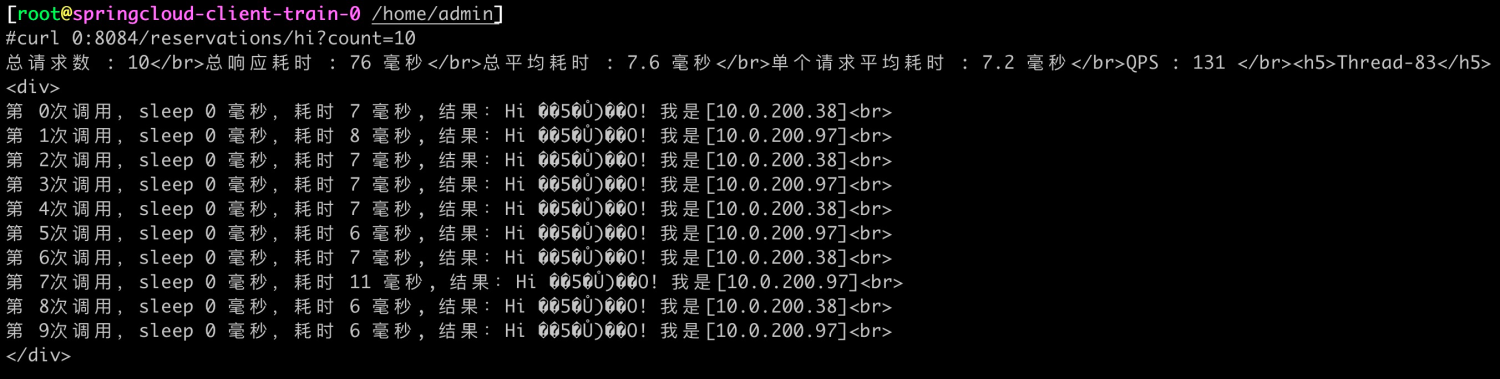 [root@springcloud-client-train-0 /home/admin]
#curl 0:8084/reservations/hi?count=10
总请求数 : 10</br>总响应耗时 : 76 毫秒</br>总平均耗时 : 7.6 毫秒</br>单个请求平均耗时 : 7.2 毫秒</br>QPS : 131 </br><h5>Thread-83</h5>
<div>
第 0次调用, sleep 0 毫秒, 耗时 7 毫秒, 结果: Hi ��5�Ů)��O! 我是[10.0.200.38]<br>
第 1次调用, sleep 0 毫秒, 耗时 8 毫秒, 结果: Hi ��5�Ů)��O! 我是[10.0.200.97]<br>
第 2次调用, sleep 0 毫秒, 耗时 7 毫秒, 结果: Hi ��5�Ů)��O! 我是[10.0.200.38]<br>
第 3次调用, sleep 0 毫秒, 耗时 7 毫秒, 结果: Hi ��5�Ů)��O! 我是[10.0.200.97]<br>
第 4次调用, sleep 0 毫秒, 耗时 7 毫秒, 结果: Hi ��5�Ů)��O! 我是[10.0.200.38]<br>
第 5次调用, sleep 0 毫秒, 耗时 6 毫秒, 结果: Hi ��5�Ů)��O! 我是[10.0.200.97]<br>
第 6次调用, sleep 0 毫秒, 耗时 7 毫秒, 结果: Hi ��5�Ů)��O! 我是[10.0.200.38]<br>
第 7次调用, sleep 0 毫秒, 耗时 11 毫秒, 结果: Hi ��5�Ů)��O! 我是[10.0.200.97]<br>
第 8次调用, sleep 0 毫秒, 耗时 6 毫秒, 结果: Hi ��5�Ů)��O! 我是[10.0.200.38]<br>
第 9次调用, sleep 0 毫秒, 耗时 6 毫秒, 结果: Hi ��5�Ů)��O! 我是[10.0.200.97]<br>
</div>